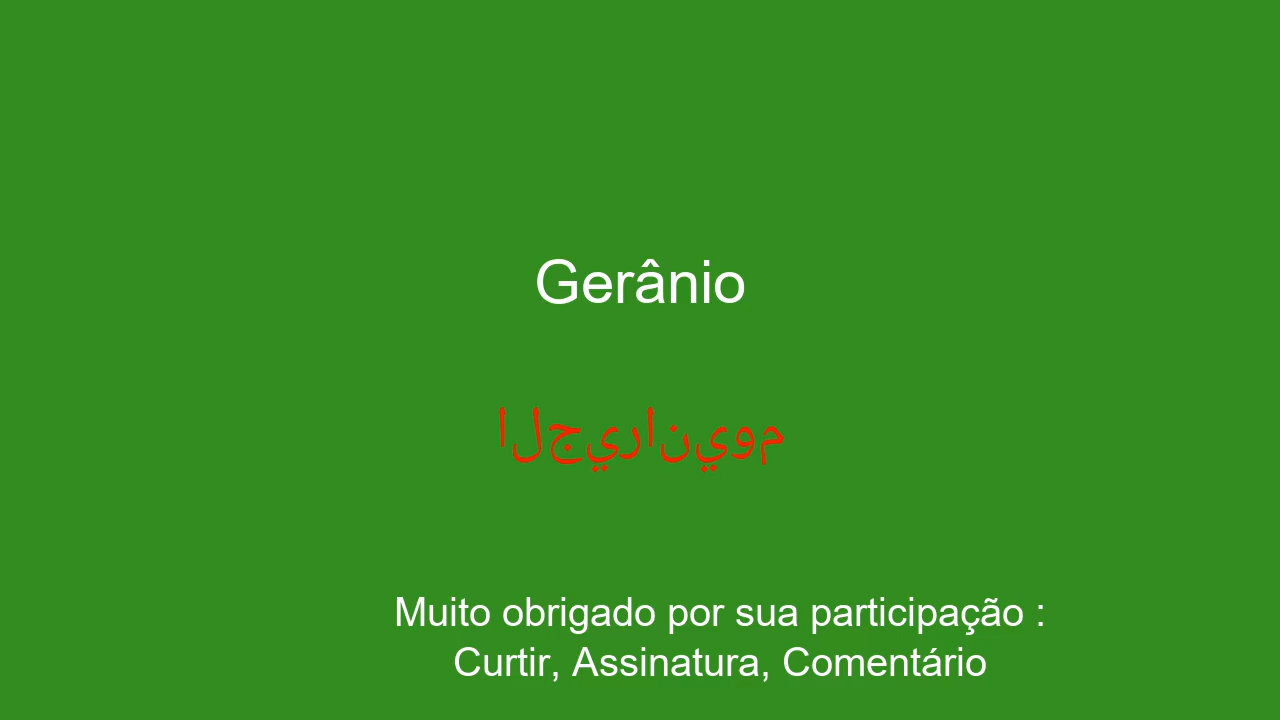 Gerânio
الجيرانيوم
Muito obrigado por sua participação :
Curtir, Assinatura, Comentário